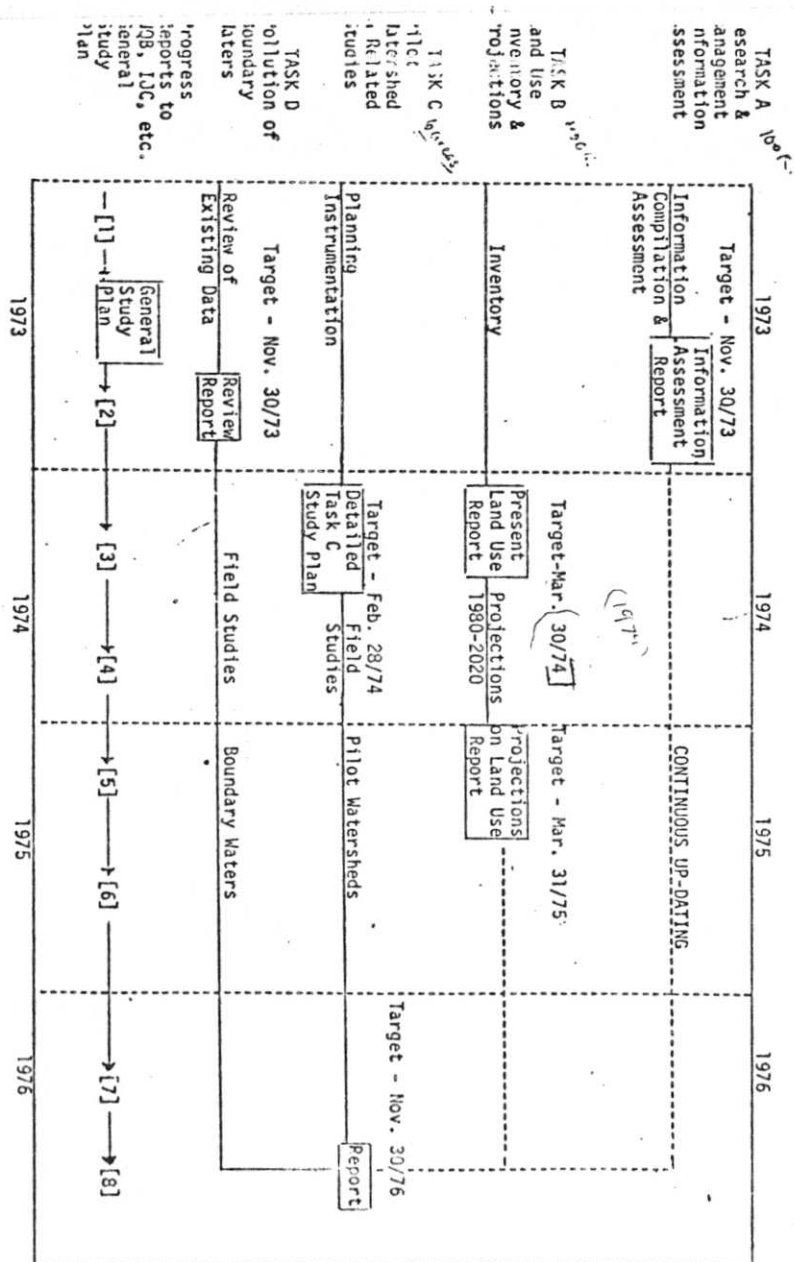 1973
1974
1975
1976
TASK A
esearch &
anagement
nformation
ssessment
Target - Nov. 30/73
Information
Compilation &
Assessment
Information
Assessment
Report
CONTINUOUS UP-DATING
TASK B
and Use
nventory &
rojections
Inventory
Target-Mar. 30/74
Present
Land Use
Report
Projections
1980-2020
Target - Mar. 31/75
rojections
on Land Use
Report
TASK C
ilot
atershed
Related
tudies
Planning
Instrumentation
Target - Feb. 28/74
Detailed
Task C
Study Plan
Field
Studies
Pilot Watersheds
Target - Nov. 30/76
Report
TASK D
ollution of
oundary
aters
Target - Nov. 30/73
Review of
Existing Data
Review
Report
Field Studies
Boundary Waters
rogress
eports to
QB, IJC, etc.
eneral
tudy
lan
[1]
General
Study
Plan
[2]
[3]
[4]
[5]
[6]
[7]
[8]
1973
1974
1975
1976